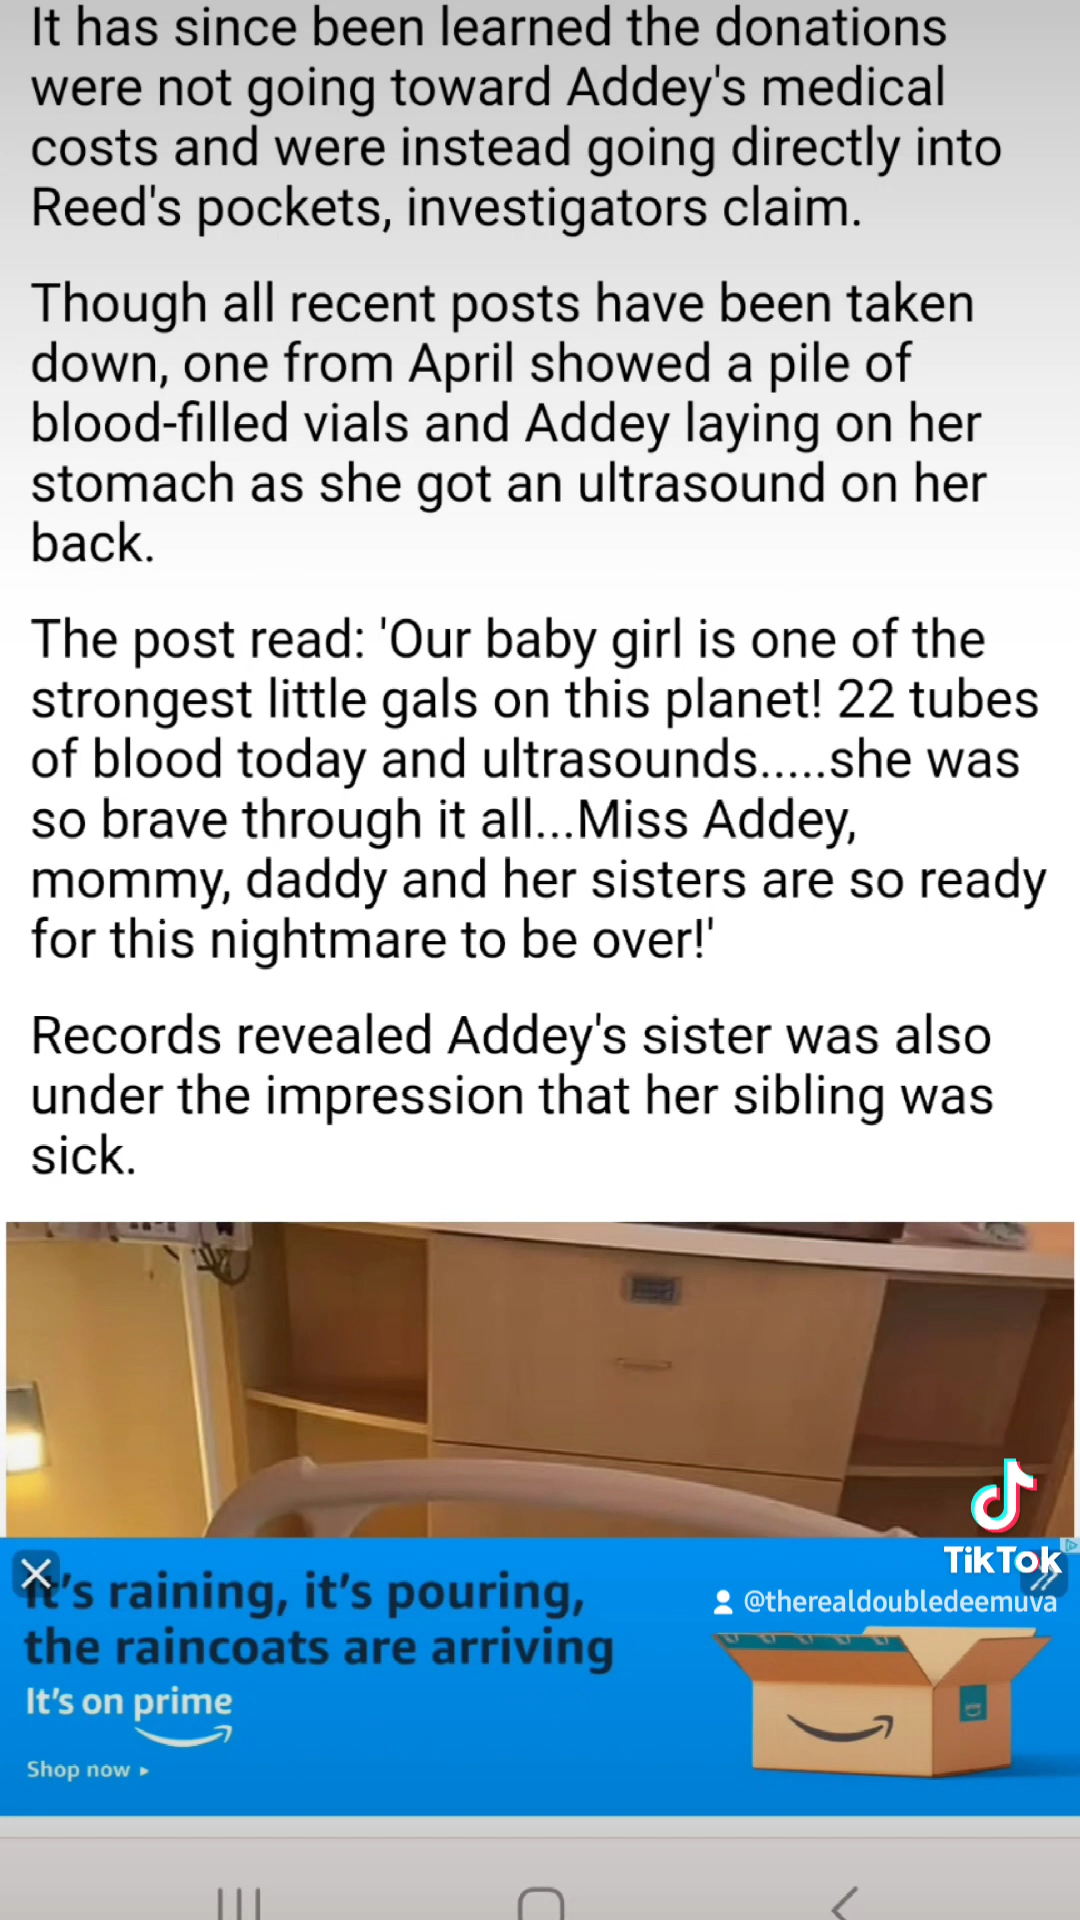 It has since been learned the donations
were not going toward Addey's medical
costs and were instead going directly into
Reed's pockets, investigators claim.
Though all recent posts have been taken
down, one from April showed a pile of
blood-filled vials and Addey laying on her
stomach as she got an ultrasound on her
back.
The post read: 'Our baby girl is one of the
strongest little gals on this planet! 22 tubes
of blood today and ultrasounds.....she was
so brave through it all...Miss Addey,
mommy, daddy and her sisters are so ready
for this nightmare to be over!'
Records revealed Addey's sister was also
under the impression that her sibling was
sick.
TikTok
@therealdoubledeemuva
It's raining, it's pouring,
the raincoats are arriving
It's on prime
Shop now